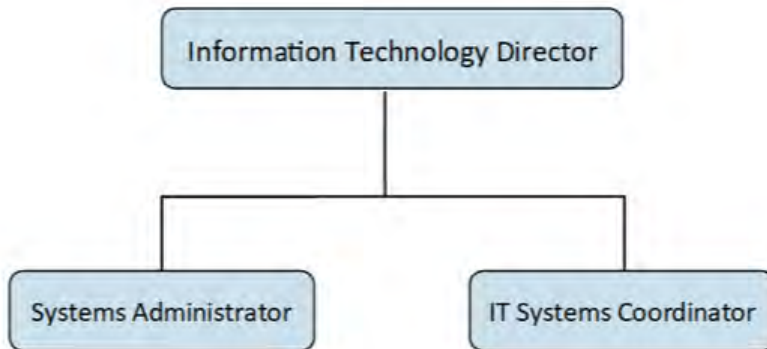 Information Technology Director
Systems Administrator
IT Systems Coordinator